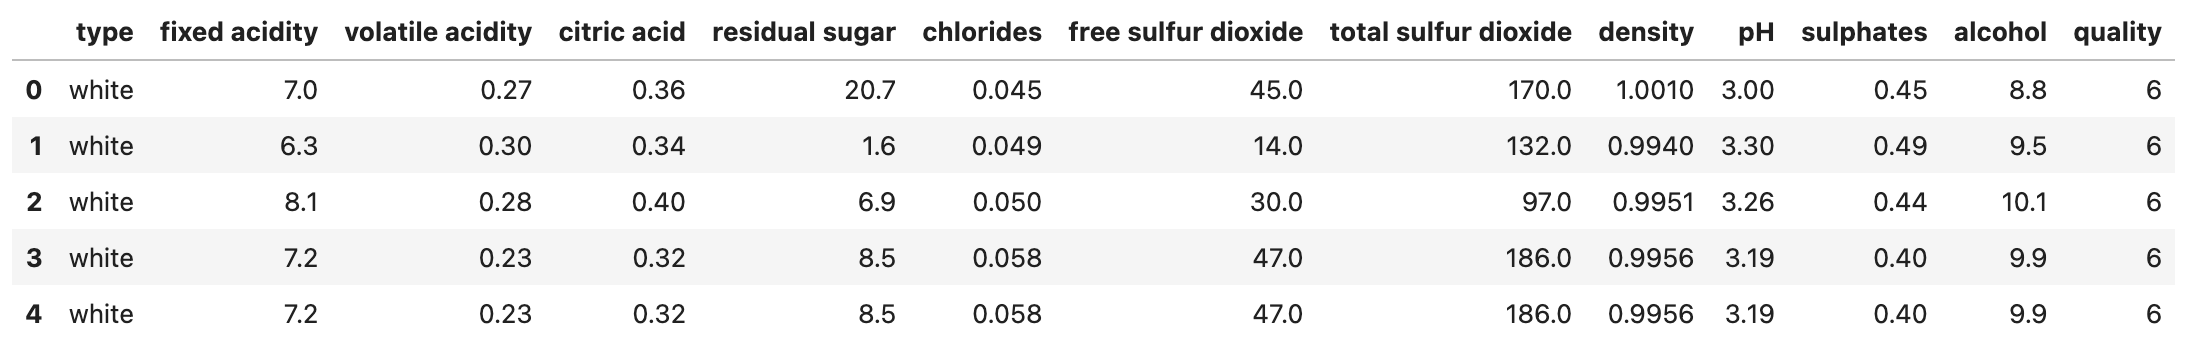 type fixed acidity volatile acidity citric acid residual sugar chlorides free sulfur dioxide total sulfur dioxide density pH sulphates alcohol quality
0 white 7.0 0.27 0.36 20.7 0.045 45.0 170.0 1.0010 3.00 0.45 8.8 6
1 white 6.3 0.30 0.34 1.6 0.049 14.0 132.0 0.9940 3.30 0.49 9.5 6
2 white 8.1 0.28 0.40 6.9 0.050 30.0 97.0 0.9951 3.26 0.44 10.1 6
3 white 7.2 0.23 0.32 8.5 0.058 47.0 186.0 0.9956 3.19 0.40 9.9 6
4 white 7.2 0.23 0.32 8.5 0.058 47.0 186.0 0.9956 3.19 0.40 9.9 6